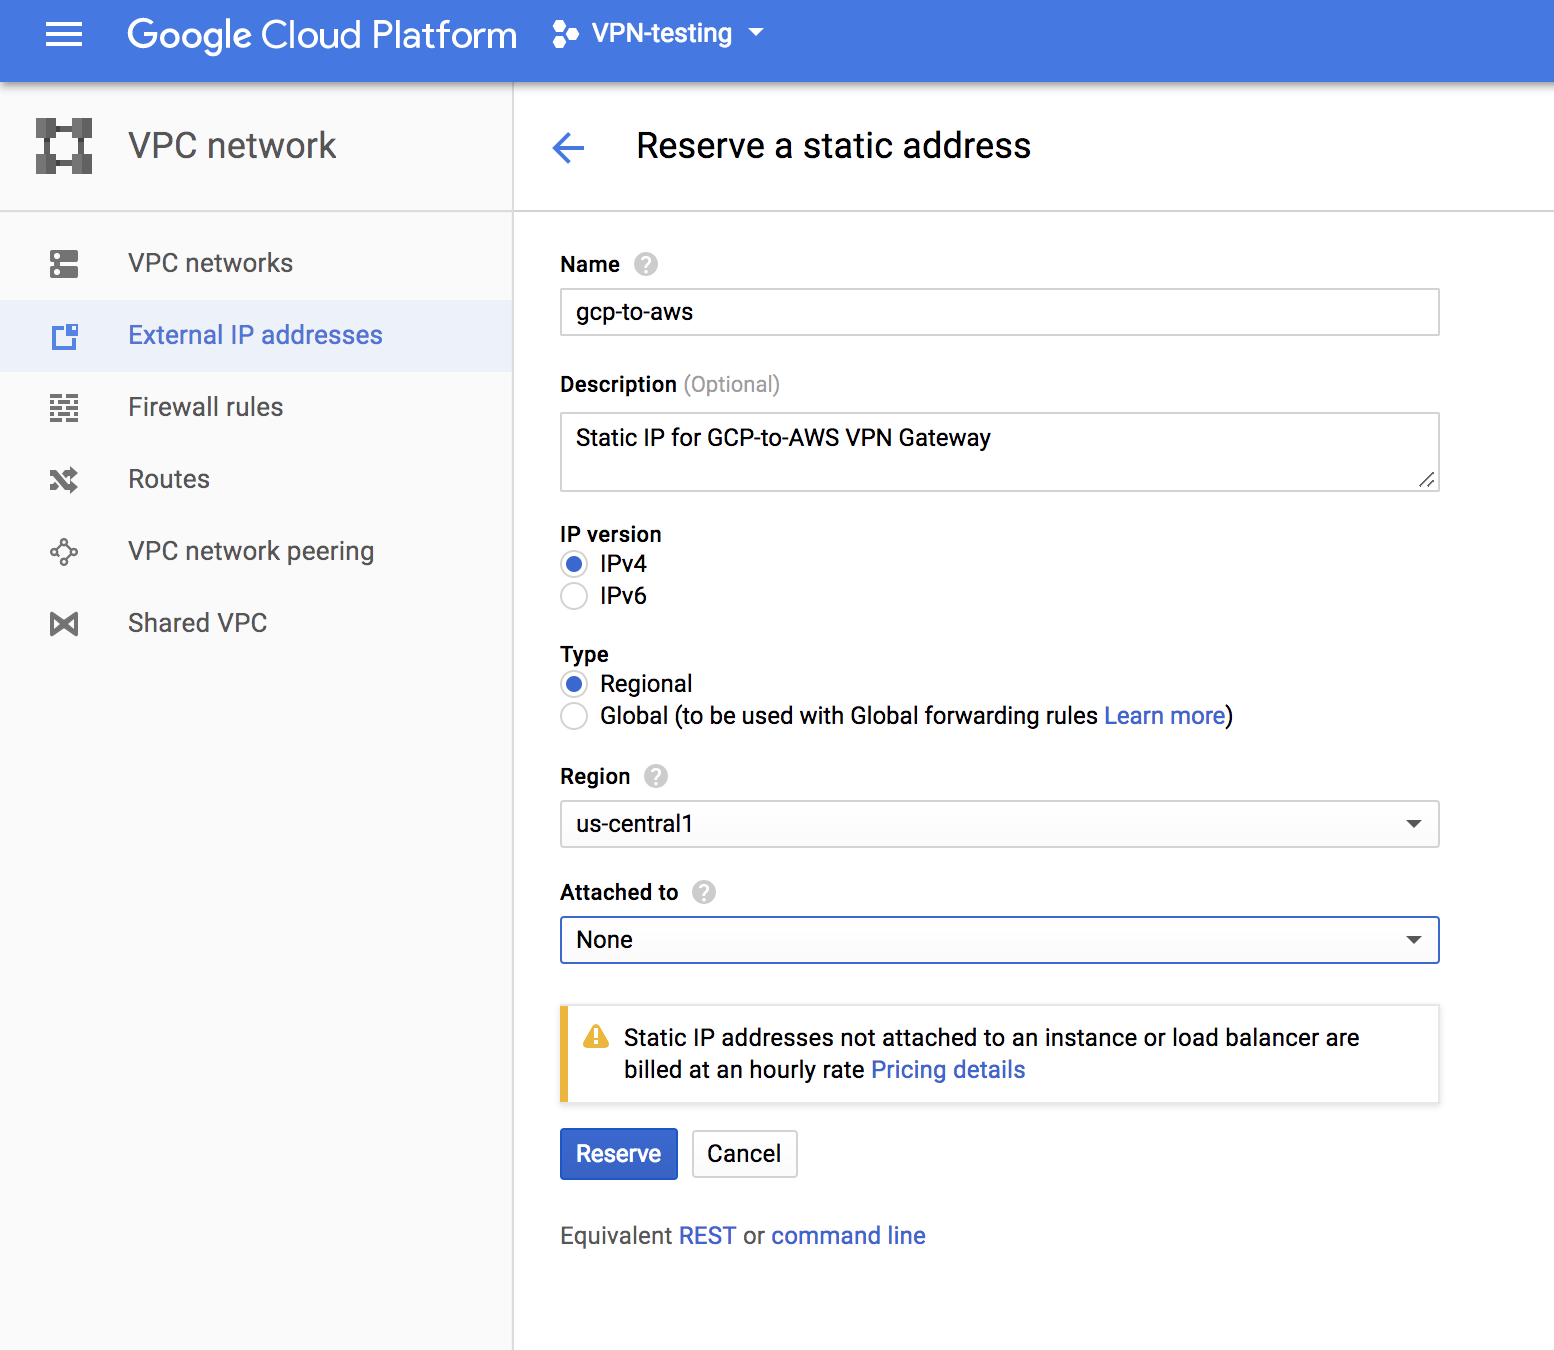 Google Cloud Platform VPN-testing
VPC network
Reserve a static address
VPC networks
External IP addresses
Firewall rules
Routes
VPC network peering
Shared VPC
Name ?
gcp-to-aws
Description (Optional)
Static IP for GCP-to-AWS VPN Gateway
IP version
IPv4
IPv6
Type
Regional
Global (to be used with Global forwarding rules Learn more)
Region ?
us-central1
Attached to ?
None
Static IP addresses not attached to an instance or load balancer are
billed at an hourly rate Pricing details
Reserve Cancel
Equivalent REST or command line